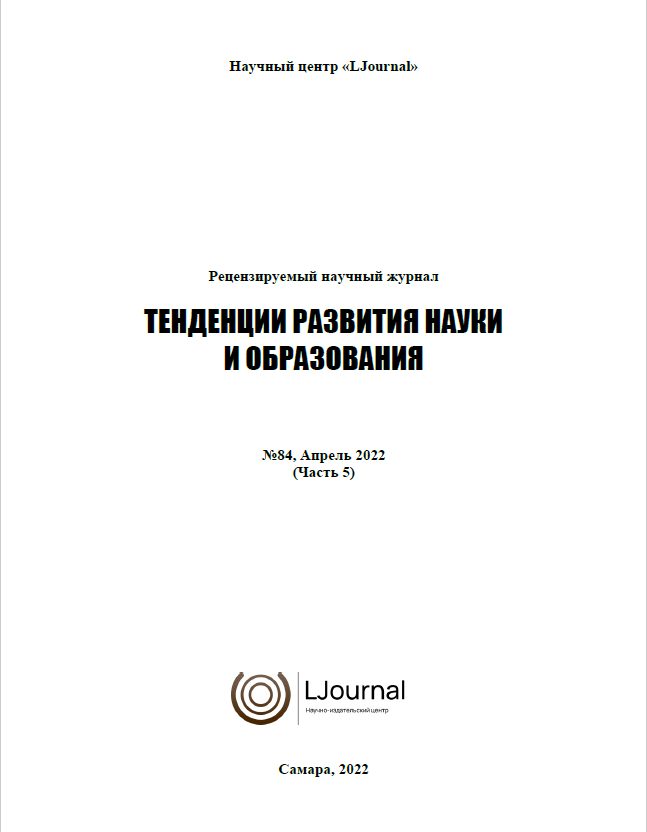 Научный центр «LJournal»
Рецензируемый научный журнал
ТЕНДЕНЦИИ РАЗВИТИЯ НАУКИ
И ОБРАЗОВАНИЯ
№84, Апрель 2022
(Часть 5)
LJournal
Научно-издательский центр
Самара, 2022